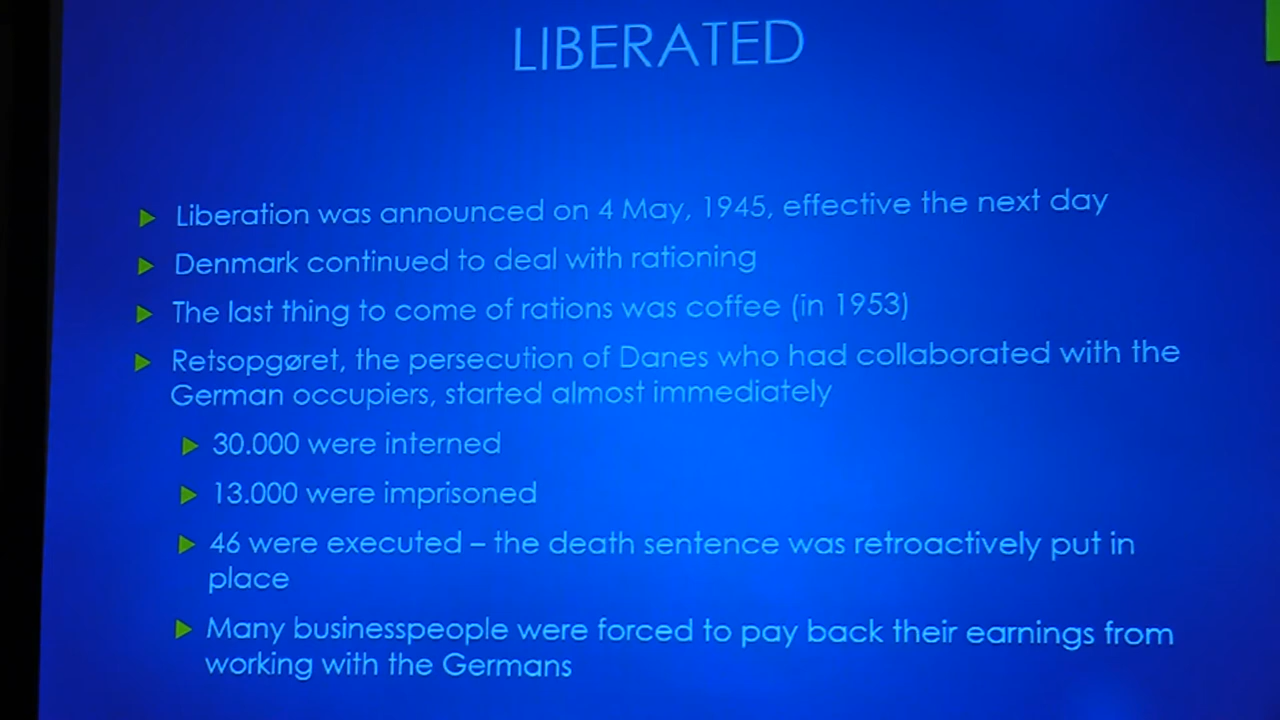 LIBERATED
Liberation was announced on 4 May, 1945, effective the next day
Denmark continued to deal with rationing
The last thing to come of rations was coffee (in 1953)
Retsopgøret, the persecution of Danes who had collaborated with the
German occupiers, started almost immediately
30.000 were interned
13.000 were imprisoned
46 were executed – the death sentence was retroactively put in
place
Many businesspeople were forced to pay back their earnings from
working with the Germans